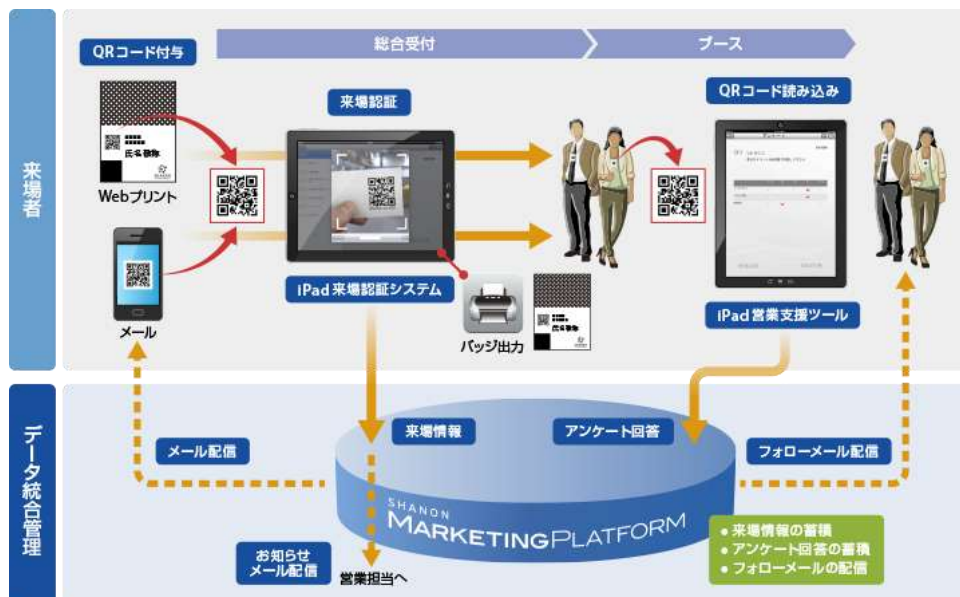 来場者
QRコード付与
総合受付
ブース
来場認証
QRコード読み込み
氏名 敬称
Webプリント
アンケート
メール
iPad 来場認証システム
バッジ出力
氏名 敬称
iPad 営業支援ツール
データ統合管理
メール配信
来場情報
アンケート回答
フォローメール配信
SHANON
MARKETINGPLATFORM
お知らせ
メール配信
営業担当へ
●来場情報の蓄積
●アンケート回答の蓄積
●フォローメールの配信